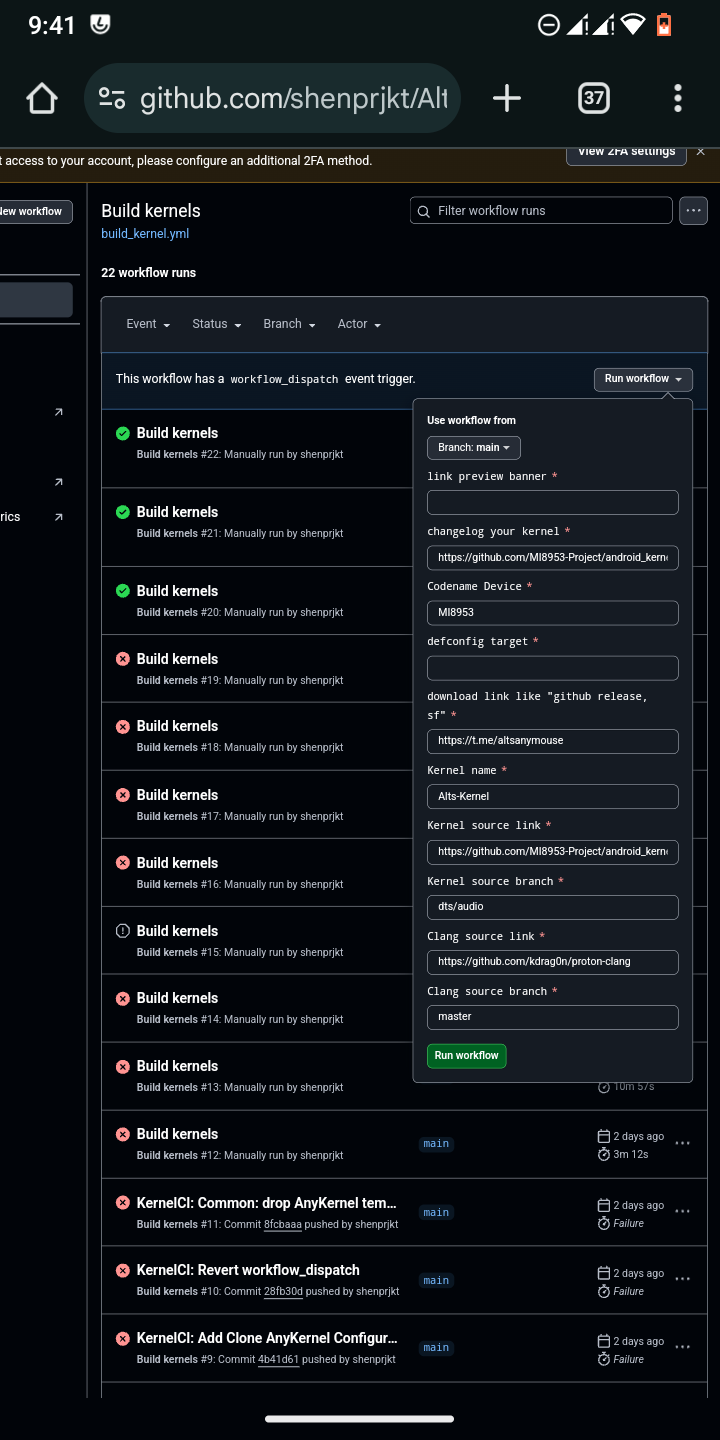 9:41
github.com/shenprjkt/Alt
37
t access to your account, please configure an additional 2FA method.
View 2FA settings
New workflow
Build kernels
build_kernel.yml
Filter workflow runs
22 workflow runs
Event
Status
Branch
Actor
This workflow has a workflow_dispatch event trigger.
Run workflow
Use workflow from
Branch: main
link preview banner *
changelog your kernel *
https://github.com/MI8953-Project/android_kern
Codename Device *
MI8953
defconfig target *
download link like "github release,
sf" *
https://t.me/altsanymouse
Kernel name *
Alts-Kernel
Kernel source link *
https://github.com/MI8953-Project/android_kern
Kernel source branch *
dts/audio
Clang source link *
https://github.com/kdrag0n/proton-clang
Clang source branch *
master
Run workflow
rics
Build kernels
Build kernels #22: Manually run by shenprjkt
Build kernels
Build kernels #21: Manually run by shenprjkt
Build kernels
Build kernels #20: Manually run by shenprjkt
Build kernels
Build kernels #19: Manually run by shenprjkt
Build kernels
Build kernels #18: Manually run by shenprjkt
Build kernels
Build kernels #17: Manually run by shenprjkt
Build kernels
Build kernels #16: Manually run by shenprjkt
Build kernels
Build kernels #15: Manually run by shenprjkt
Build kernels
Build kernels #14: Manually run by shenprjkt
Build kernels
Build kernels #13: Manually run by shenprjkt
10m 57s
Build kernels
Build kernels #12: Manually run by shenprjkt
main
2 days ago
3m 12s
KernelCI: Common: drop AnyKernel tem...
Build kernels #11: Commit 8fcbaaa pushed by shenprjkt
main
2 days ago
Failure
KernelCI: Revert workflow_dispatch
Build kernels #10: Commit 28fb30d pushed by shenprjkt
main
2 days ago
Failure
KernelCI: Add Clone AnyKernel Configur...
Build kernels #9: Commit 4b41d61 pushed by shenprjkt
main
2 days ago
Failure